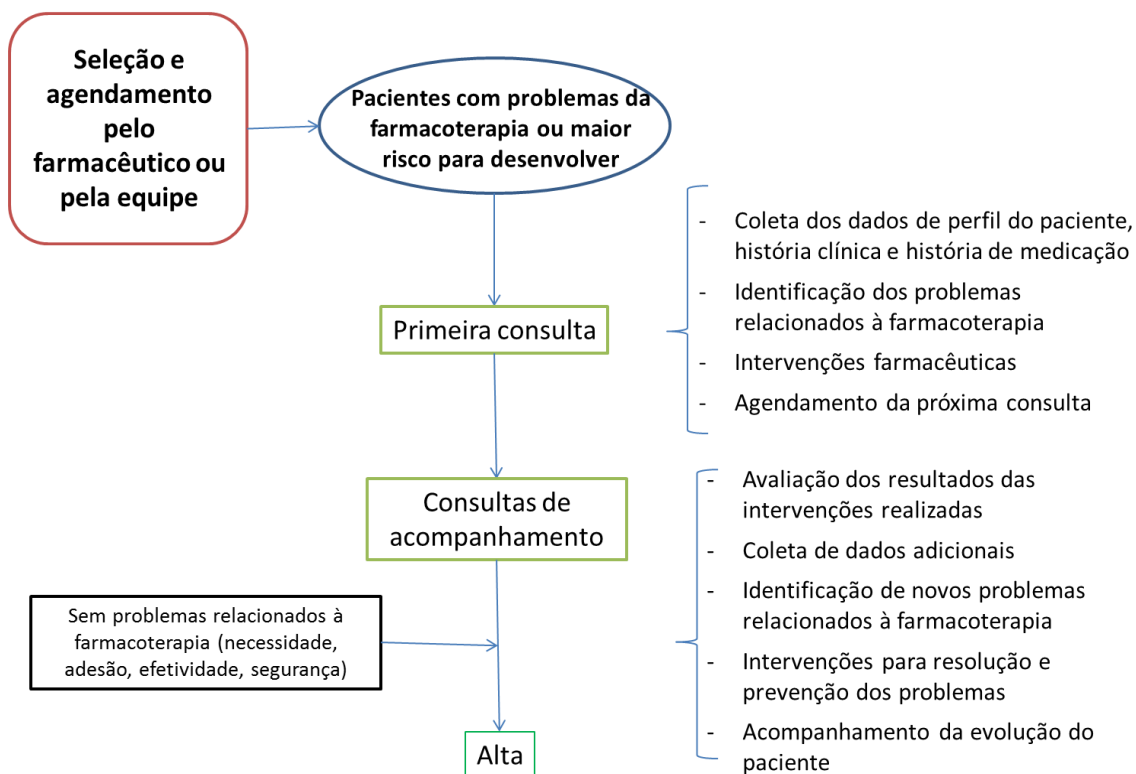 Seleção e
agendamento
pelo
farmacêutico ou
pela equipe
Pacientes com problemas da
farmacoterapia ou maior
risco para desenvolver
Primeira consulta
- Coleta dos dados de perfil do paciente,
história clínica e história de medicação
- Identificação dos problemas
relacionados à farmacoterapia
- Intervenções farmacêuticas
- Agendamento da próxima consulta
Consultas de
acompanhamento
- Avaliação dos resultados das
intervenções realizadas
- Coleta de dados adicionais
- Identificação de novos problemas
relacionados à farmacoterapia
- Intervenções para resolução e
prevenção dos problemas
- Acompanhamento da evolução do
paciente
Sem problemas relacionados à
farmacoterapia (necessidade,
adesão, efetividade, segurança)
Alta